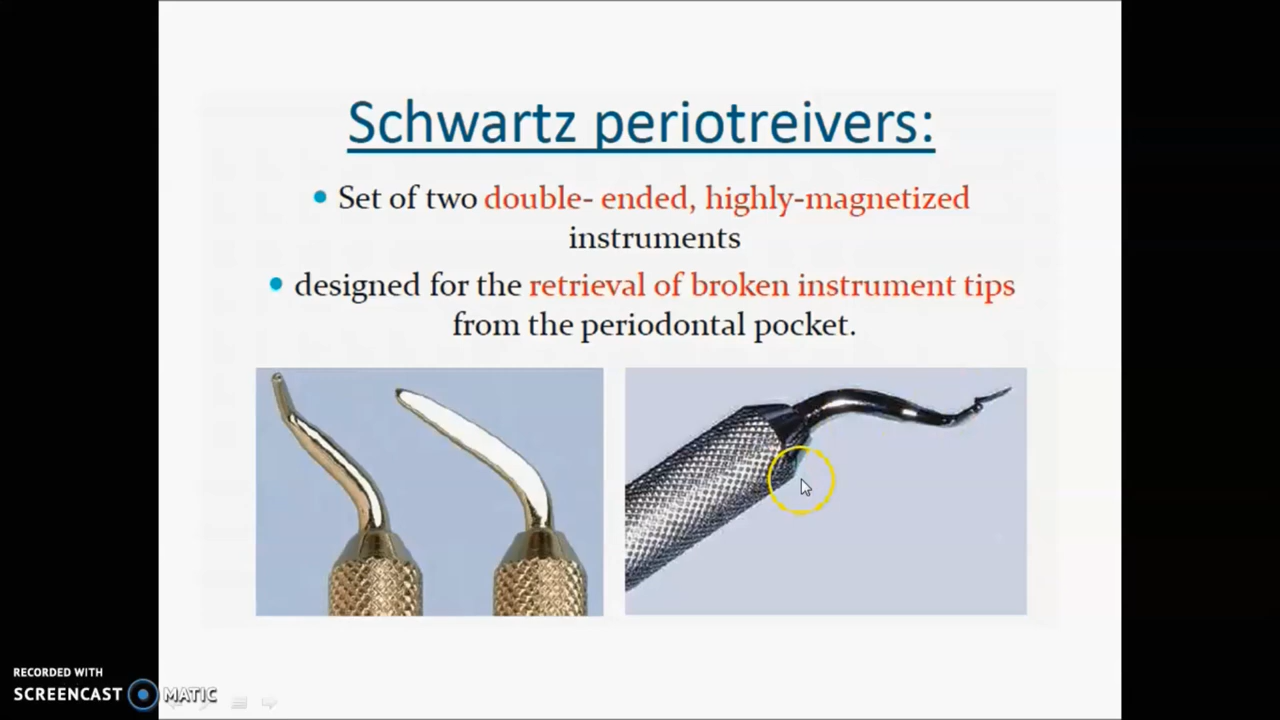 Schwartz periotreivers:
• Set of two double- ended, highly-magnetized
instruments
• designed for the retrieval of broken instrument tips
from the periodontal pocket.
RECORDED WITH
SCREENCAST MATIC